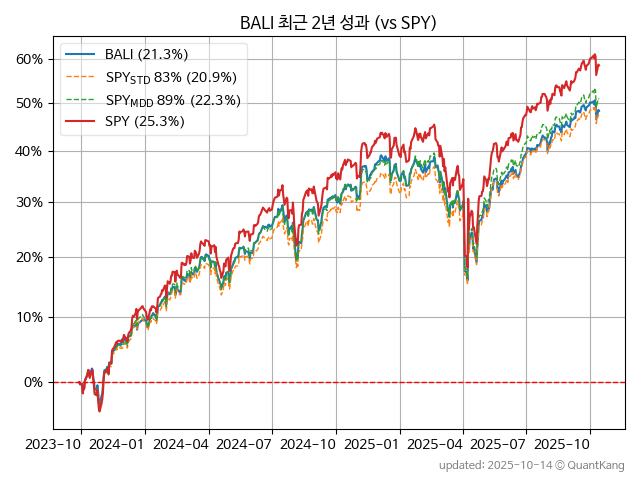 BALI 최근 2년 성과 (vs SPY)
BALI (21.3%)
SPY_STD 83% (20.9%)
SPY_MDD 89% (22.3%)
SPY (25.3%)
60%
50%
40%
30%
20%
10%
0%
2023-10 2024-01 2024-04 2024-07 2024-10 2025-01 2025-04 2025-07 2025-10
updated: 2025-10-14 © QuantKang